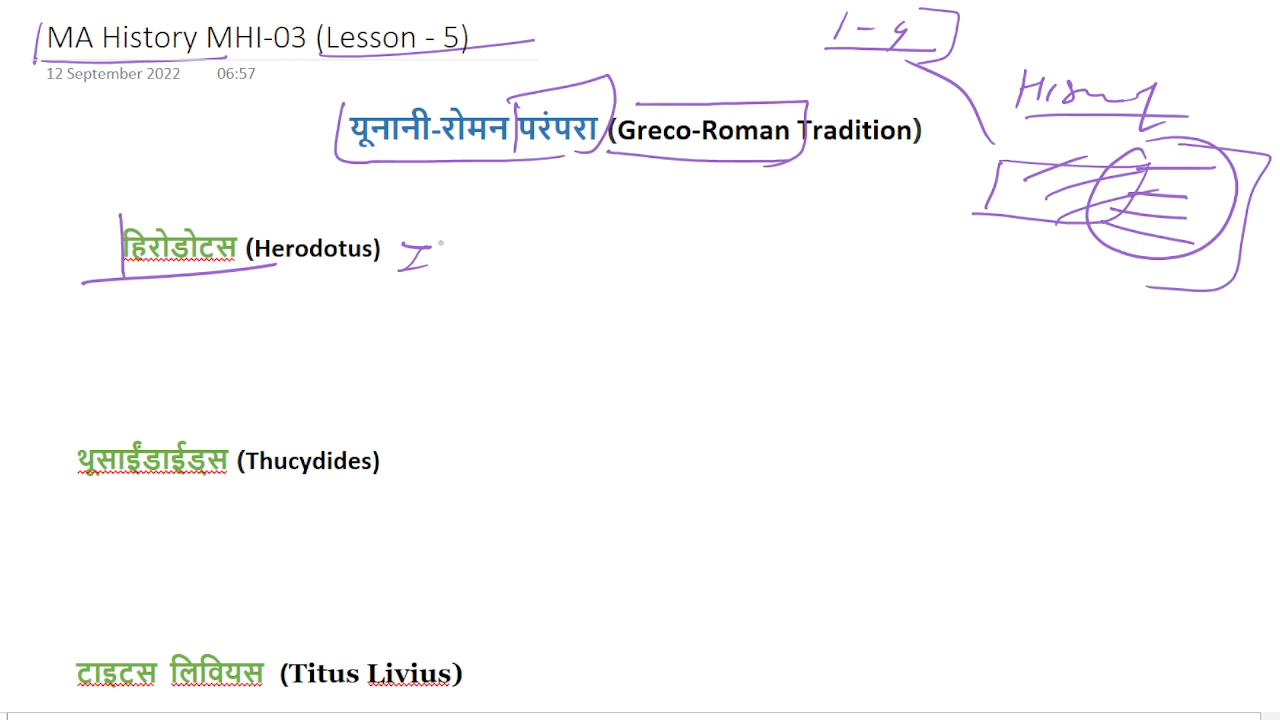 MA History MHI-03 (Lesson - 5)
12 September 2022 06:57
1 - 4
History
यूनानी-रोमन परंपरा (Greco-Roman Tradition)
हिरोडोटस (Herodotus) I
थूसाईंडाईड्स (Thucydides)
टाइटस लिवियस (Titus Livius)